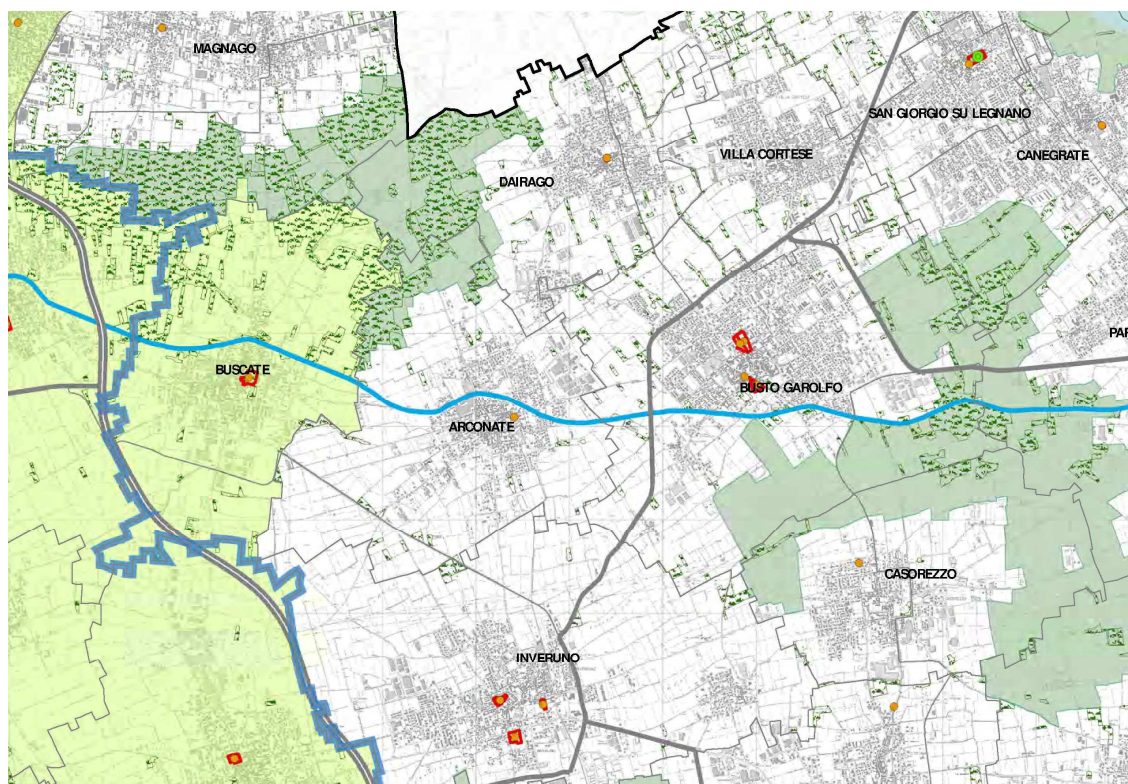 MAGNAGO
SAN GIORGIO SU LEGNANO
VILLA CORTESE
CANEGRATE
DAIRAGO
PAR
BUSCATE
BUSTO GAROLFO
ARCONATE
CASOREZZO
INVERUNO